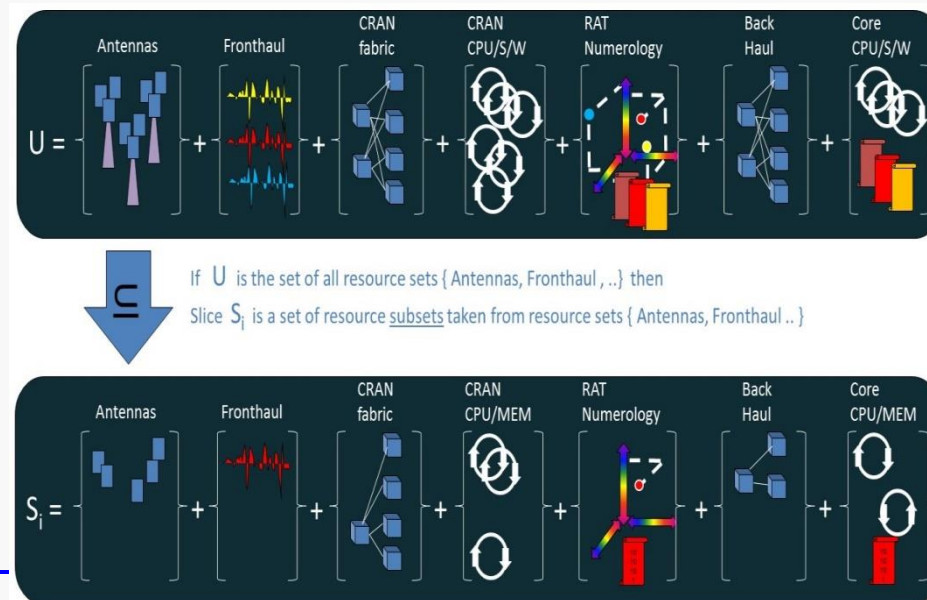 Antennas Fronthaul CRAN fabric CRAN CPU/S/W RAT Numerology Back Haul Core CPU/S/W
U = + + + + + +
⊆
If U is the set of all resource sets { Antennas, Fronthaul , ..} then
Slice Si is a set of resource subsets taken from resource sets { Antennas, Fronthaul .. }
Antennas Fronthaul CRAN fabric CRAN CPU/MEM RAT Numerology Back Haul Core CPU/MEM
Si = + + + + + +